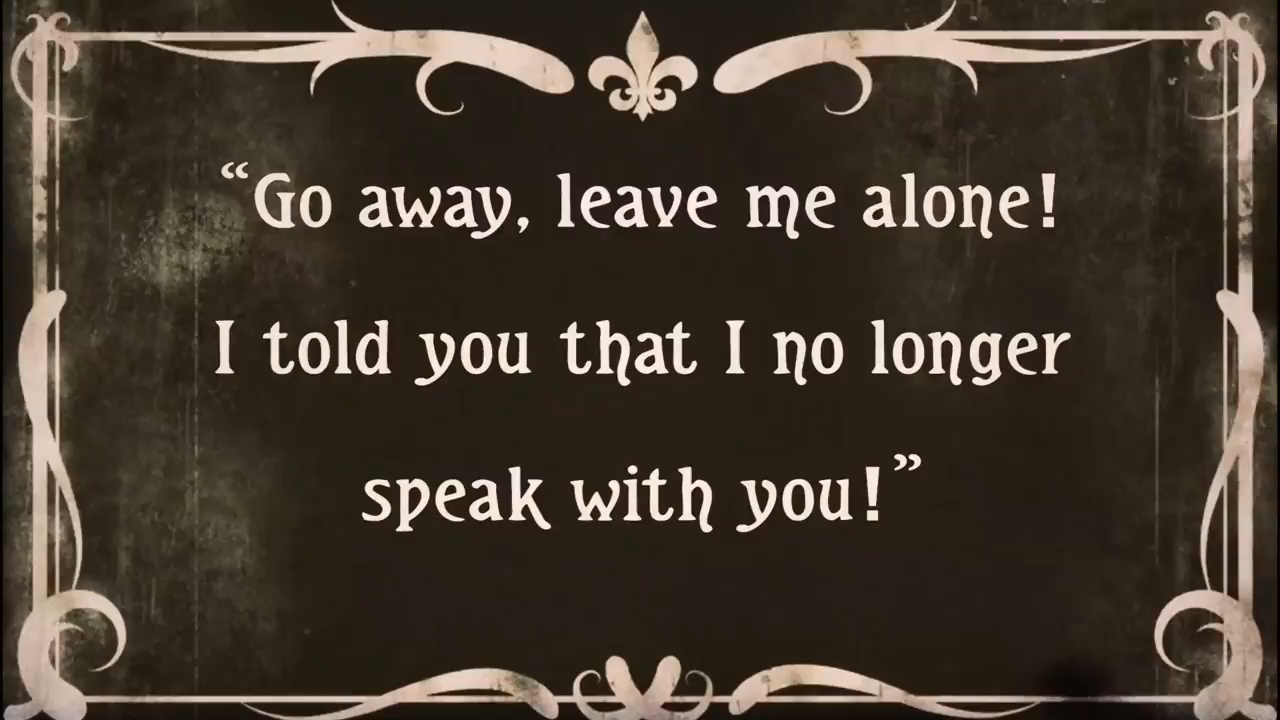 “Go away, leave me alone!
I told you that I no longer
speak with you!”